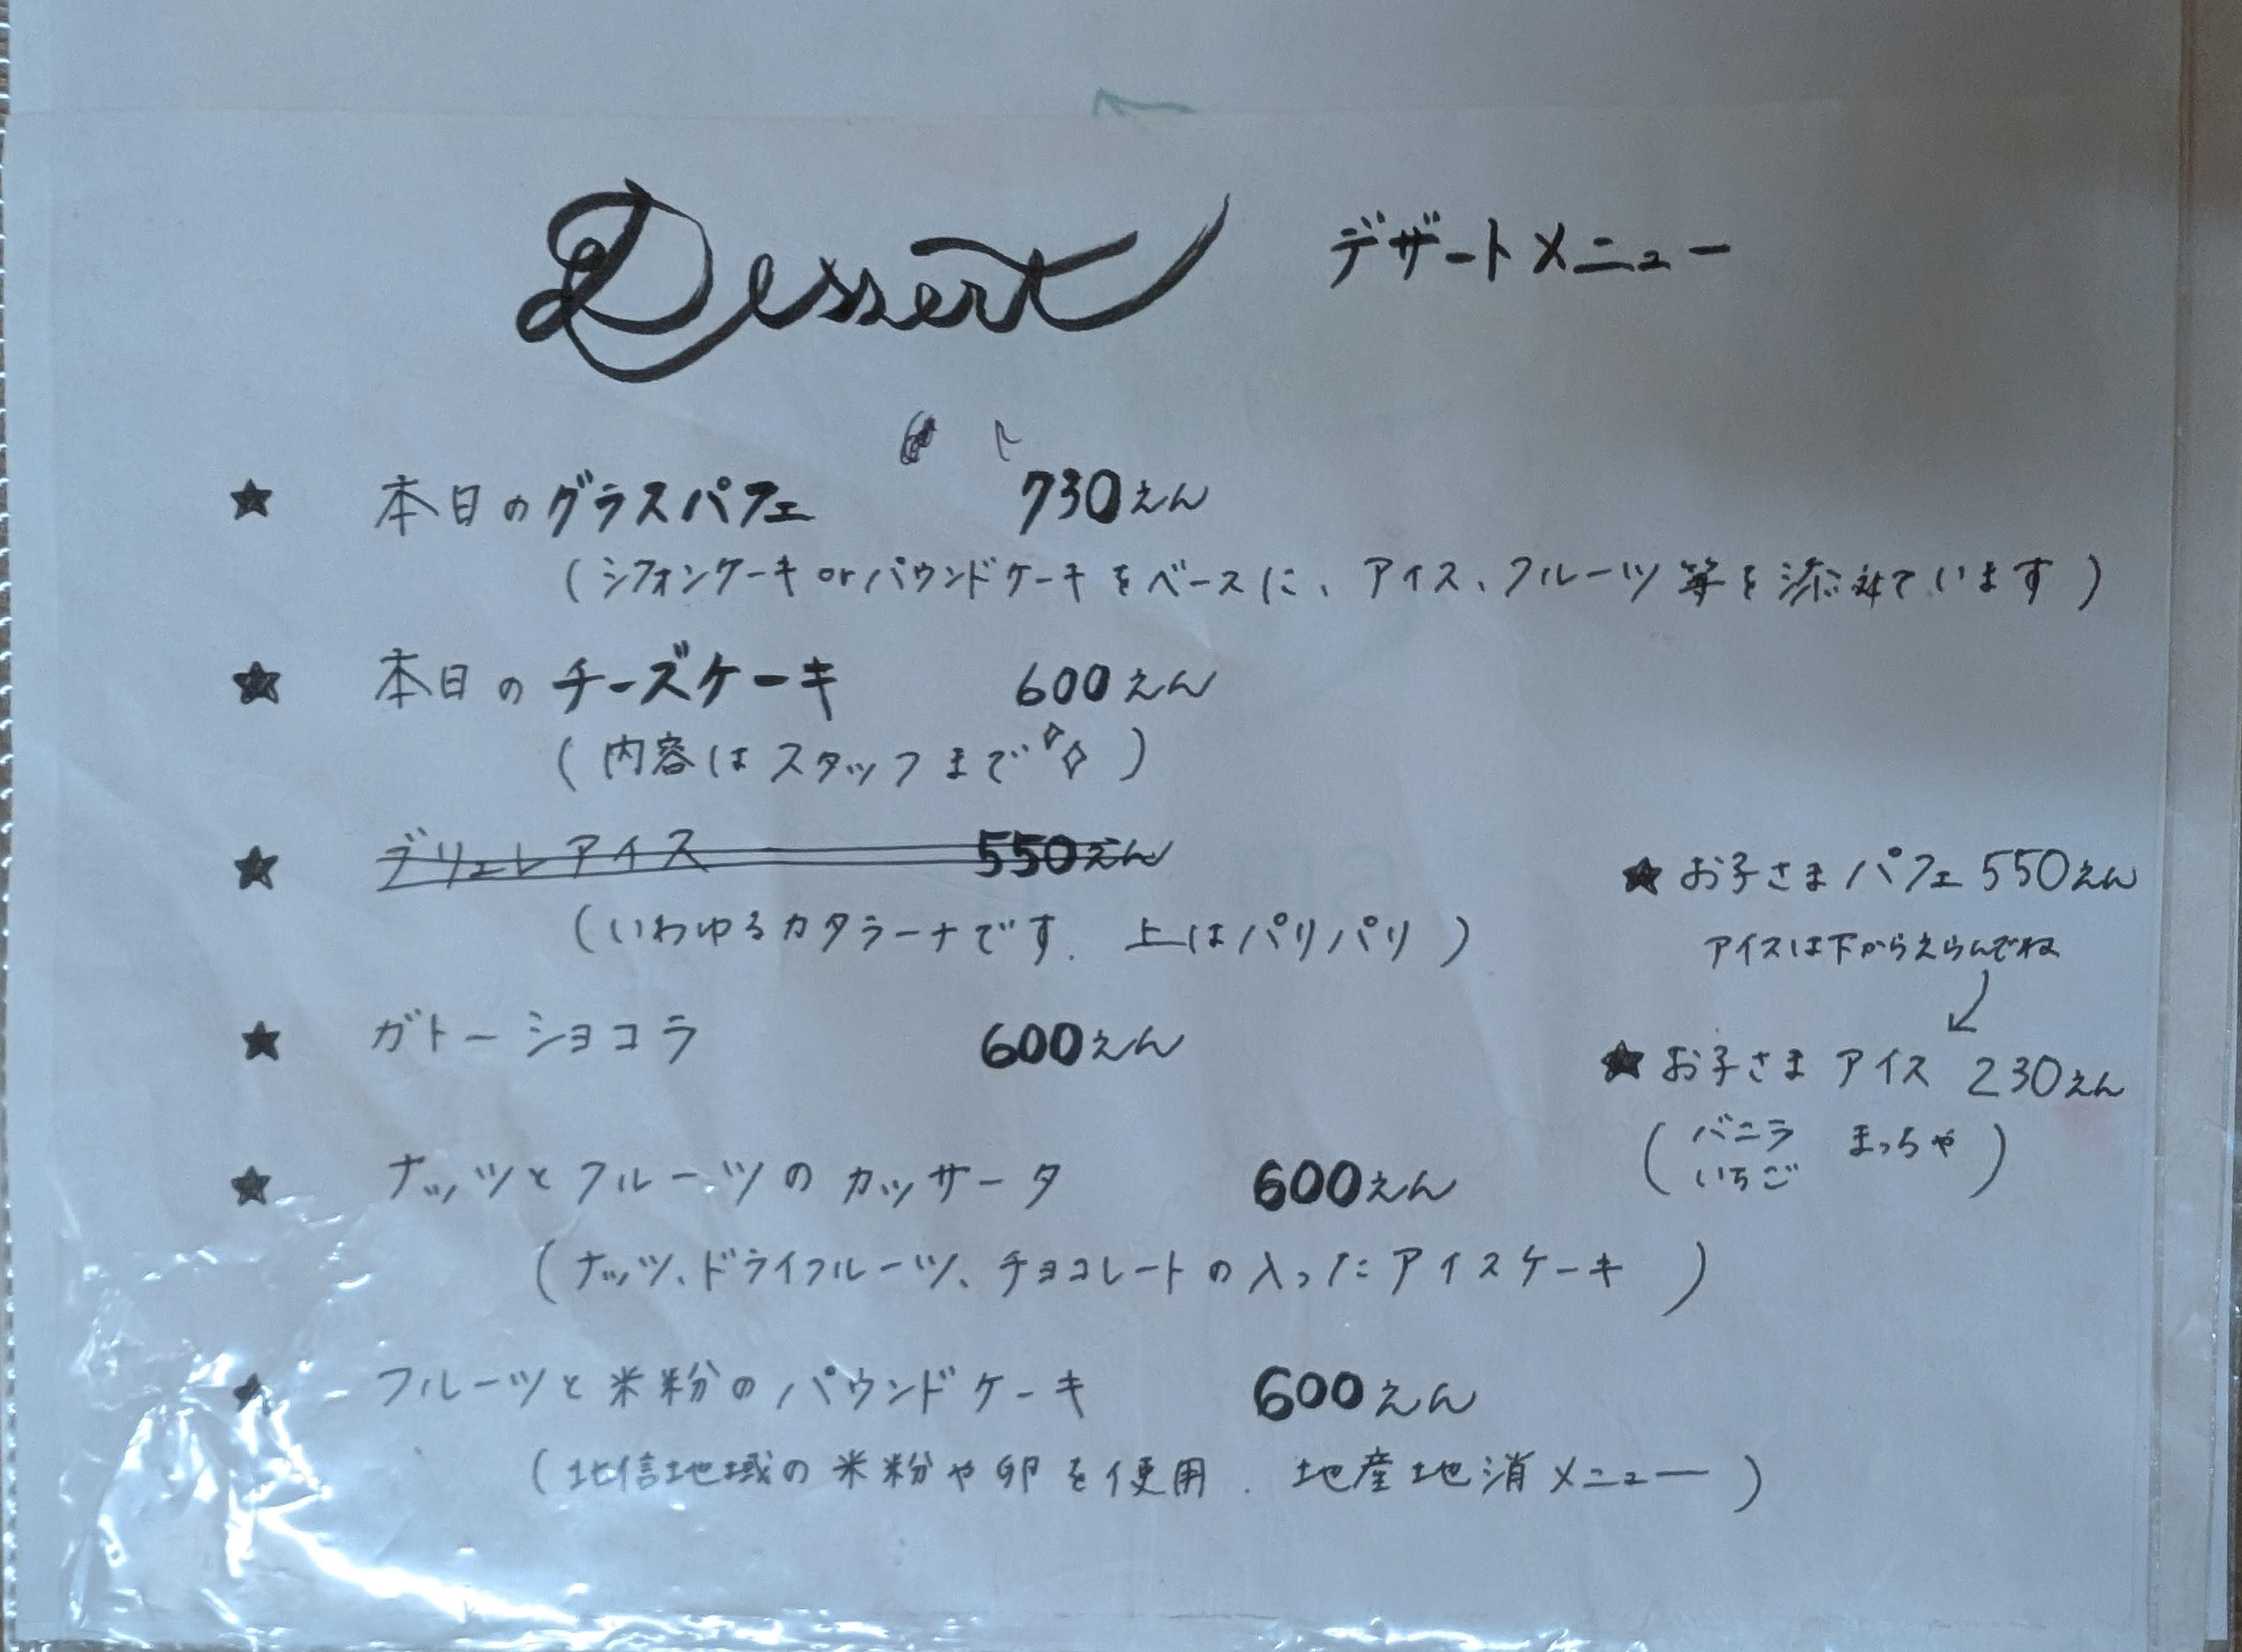 Dessert デザートメニュー
★ 本日のグラスパフェ 730えん
(シフォンケーキorパウンドケーキをベースに、アイス、フルーツ等を添えています)
★ 本日のチーズケーキ 600えん
(内容はスタッフまで)
★ ブリュレアイス 550えん
(いわゆるカタラーナです. 上はパリパリ)
★ ガトーショコラ 600えん
★ ナッツとフルーツのカッサータ 600えん
(ナッツ、ドライフルーツ、チョコレートの入ったアイスケーキ)
★ フルーツと米粉のパウンドケーキ 600えん
(北信地域の米粉や卵を使用. 地産地消メニュー)
★ お子さまパフェ 550えん
アイスは下からえらんでね
★ お子さまアイス 230えん
(バニラ まっちゃ
いちご)